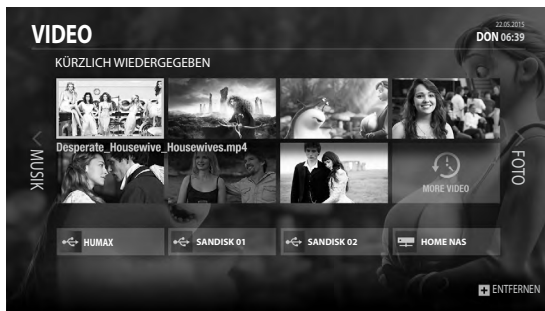 VIDEO
22.05.2015
DON 06:39
KÜRZLICH WIEDERGEGEBEN
Desperate_Housewive_Housewives.mp4
MUSIK
FOTO
MORE VIDEO
HUMAX
SANDISK 01
SANDISK 02
HOME NAS
ENTFERNEN